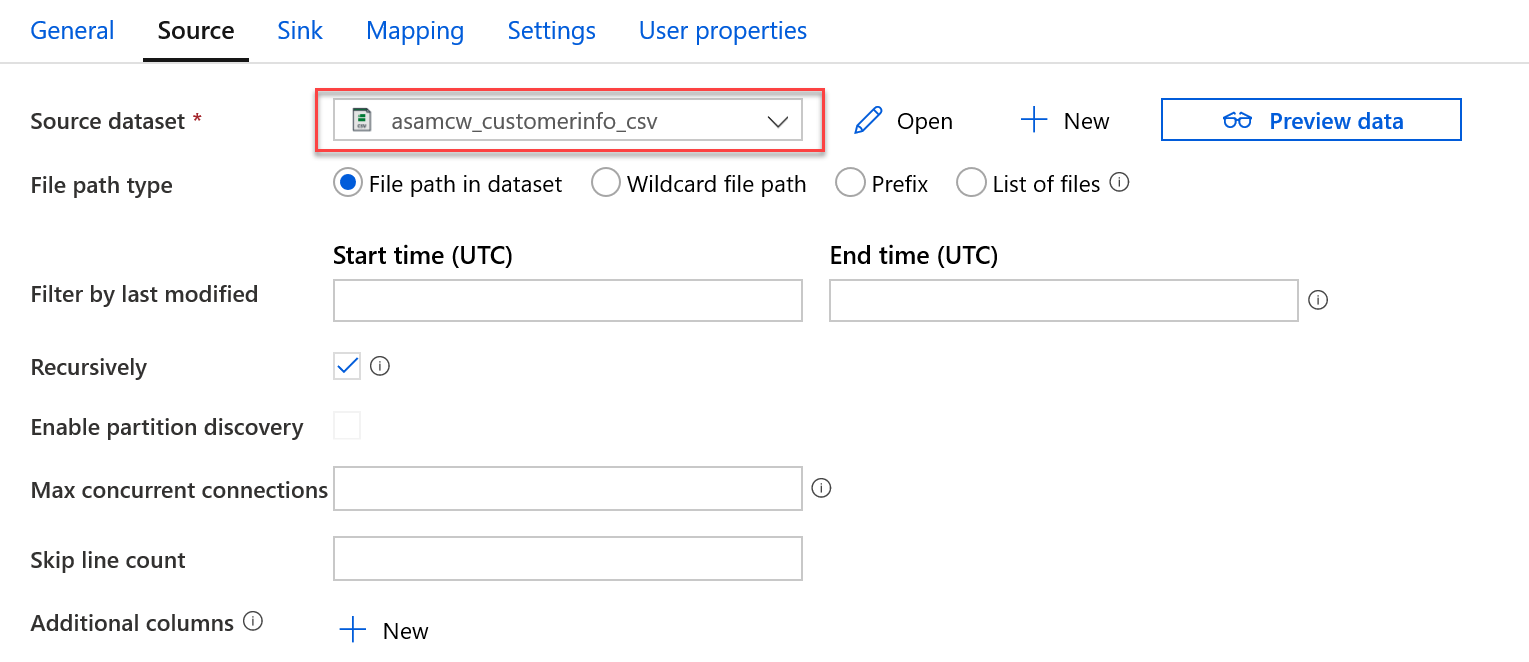 General Source Sink Mapping Settings User properties
Source dataset * asamcw_customerinfo_csv Open New Preview data
File path type File path in dataset Wildcard file path Prefix List of files
Start time (UTC) End time (UTC)
Filter by last modified
Recursively
Enable partition discovery
Max concurrent connections
Skip line count
Additional columns New